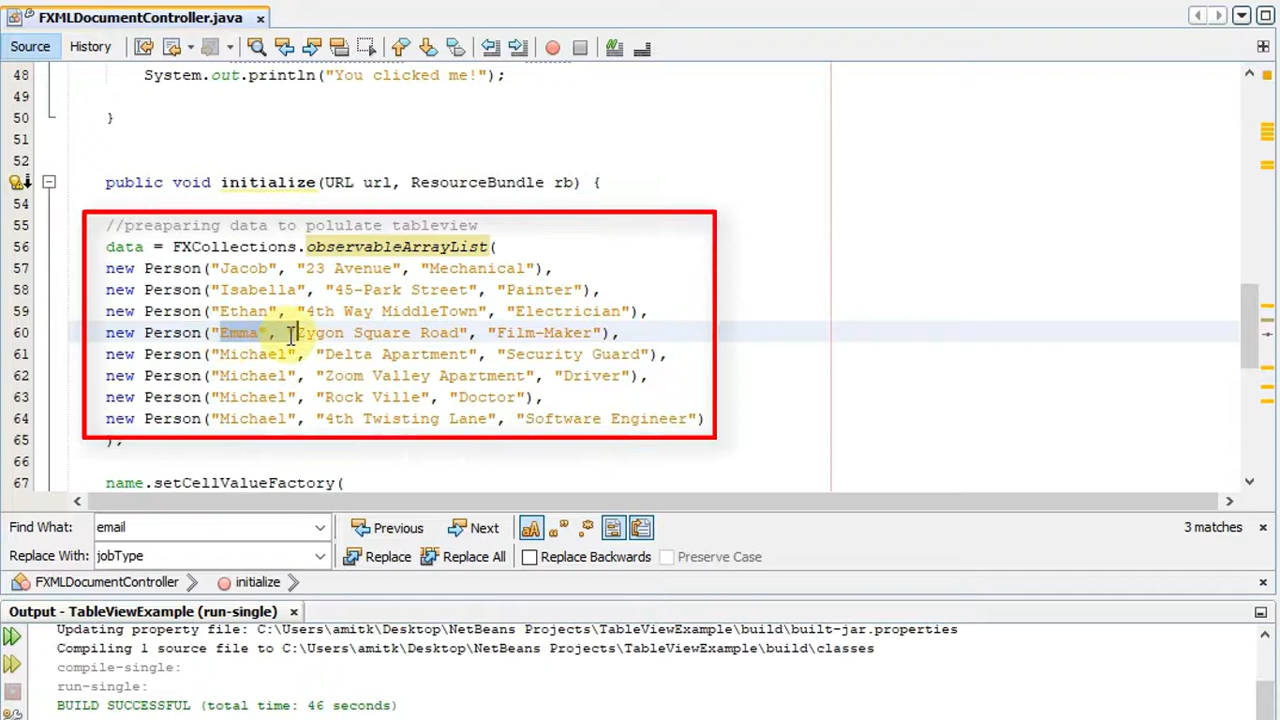 FXMLDocumentController.java
Source History
48 System.out.println("You clicked me!");
49
50 }
51
52
public void initialize(URL url, ResourceBundle rb) {
54
55 //preaparing data to polulate tableview
56 data = FXCollections.observableArrayList(
57 new Person("Jacob", "23 Avenue", "Mechanical"),
58 new Person("Isabella", "45-Park Street", "Painter"),
59 new Person("Ethan", "4th Way MiddleTown", "Electrician"),
60 new Person("Emma", "Zygon Square Road", "Film-Maker"),
61 new Person("Michael", "Delta Apartment", "Security Guard"),
62 new Person("Michael", "Zoom Valley Apartment", "Driver"),
63 new Person("Michael", "Rock Ville", "Doctor"),
64 new Person("Michael", "4th Twisting Lane", "Software Engineer")
65 );
66
67 name.setCellValueFactory(
Find What: email Previous Next 3 matches
Replace With: jobType Replace Replace All Replace Backwards Preserve Case
FXMLDocumentController initialize
Output - TableViewExample (run-single)
Updating property file: C:\Users\amitk\Desktop\NetBeans Projects\TableViewExample\build\built-jar.properties
Compiling 1 source file to C:\Users\amitk\Desktop\NetBeans Projects\TableViewExample\build\classes
compile-single:
run-single:
BUILD SUCCESSFUL (total time: 46 seconds)